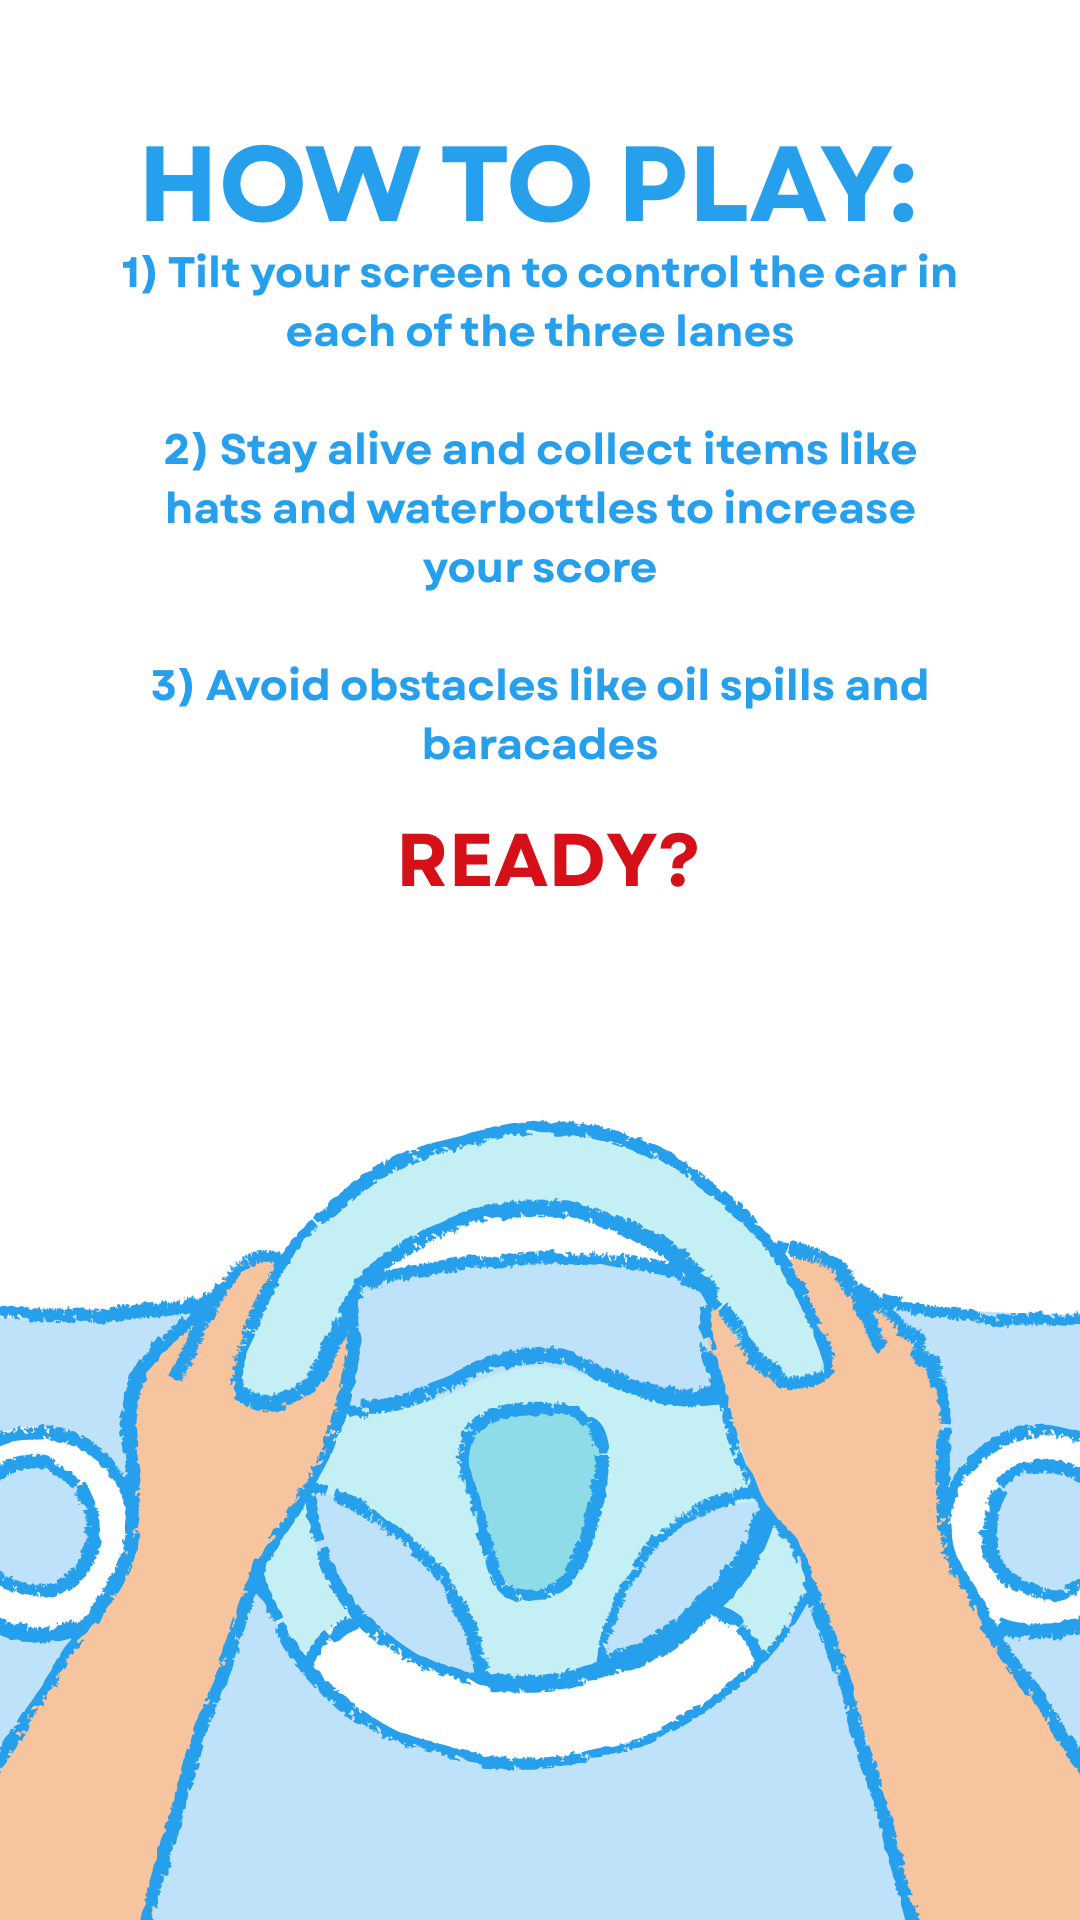 HOW TO PLAY:
1) Tilt your screen to control the car in
each of the three lanes
2) Stay alive and collect items like
hats and waterbottles to increase
your score
3) Avoid obstacles like oil spills and
baracades
READY?